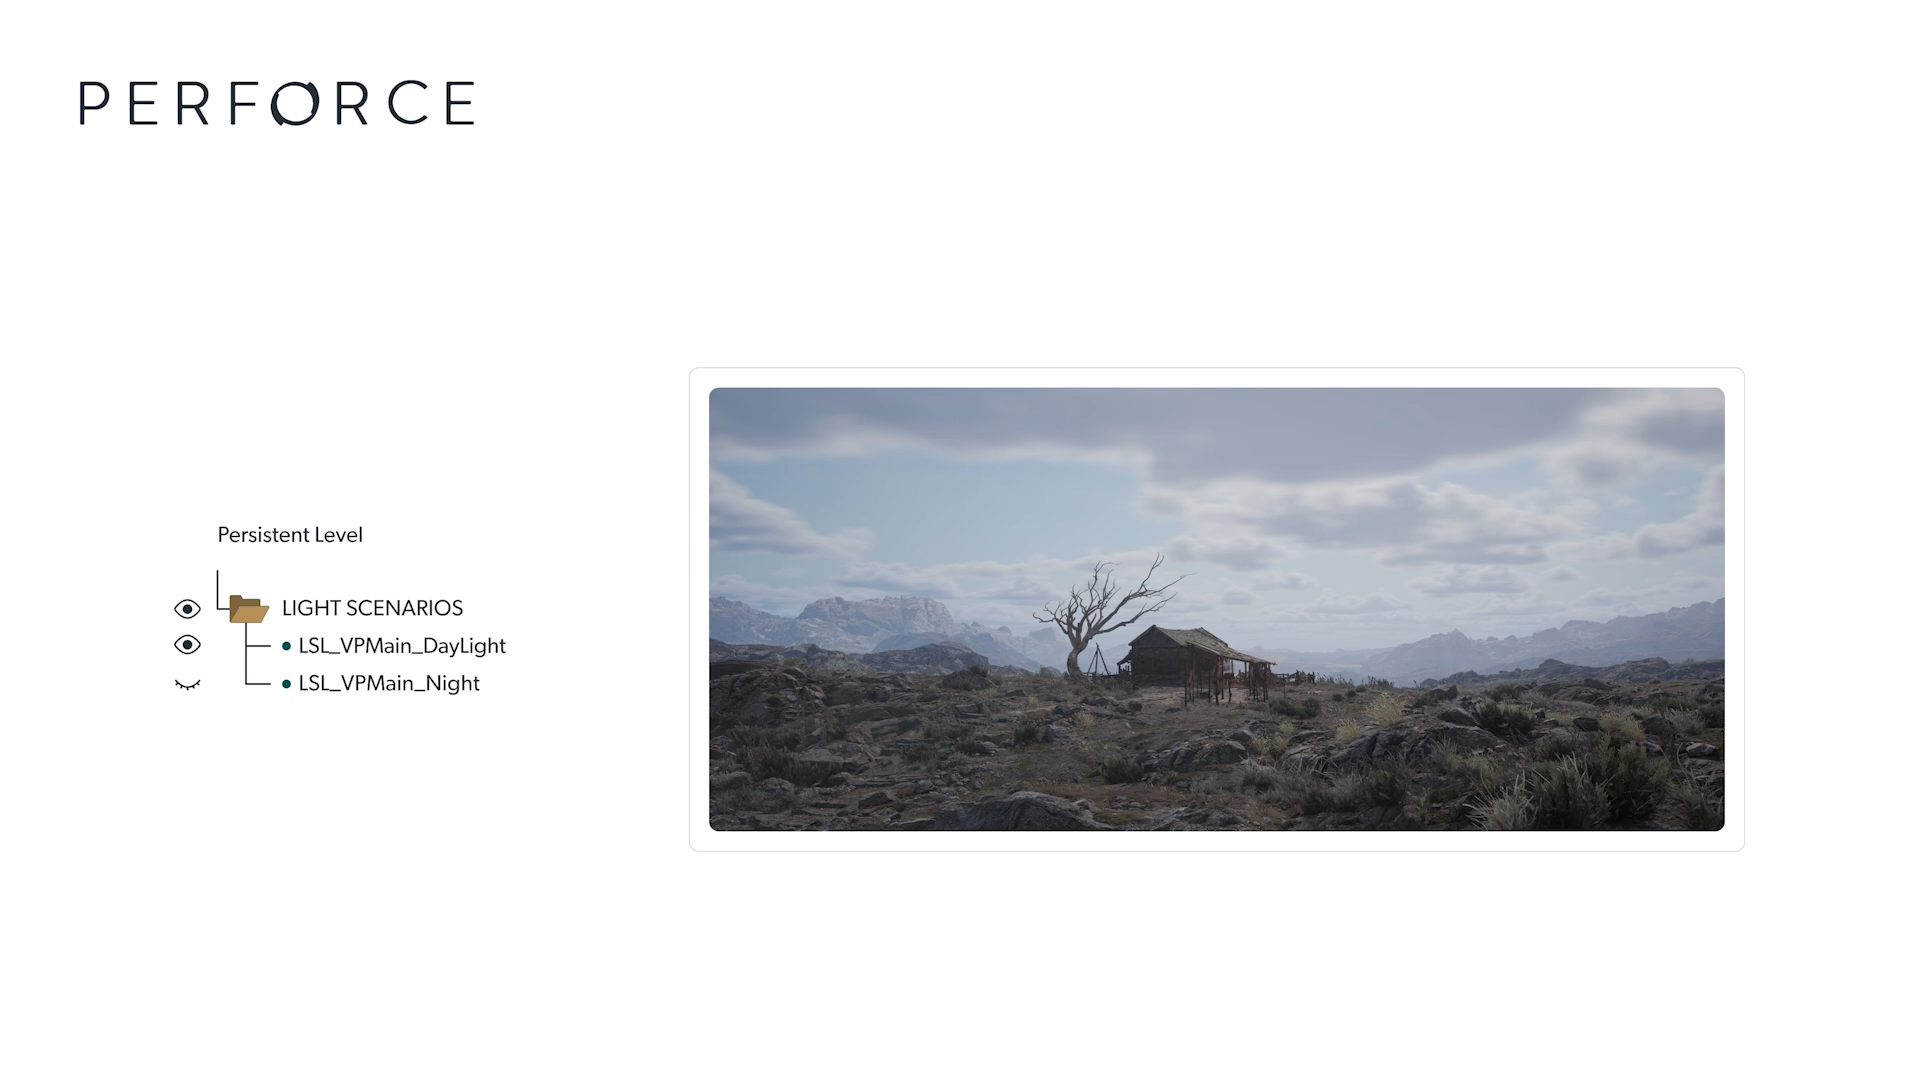 PERFORCE
Persistent Level
LIGHT SCENARIOS
LSL_VPMain_DayLight
LSL_VPMain_Night